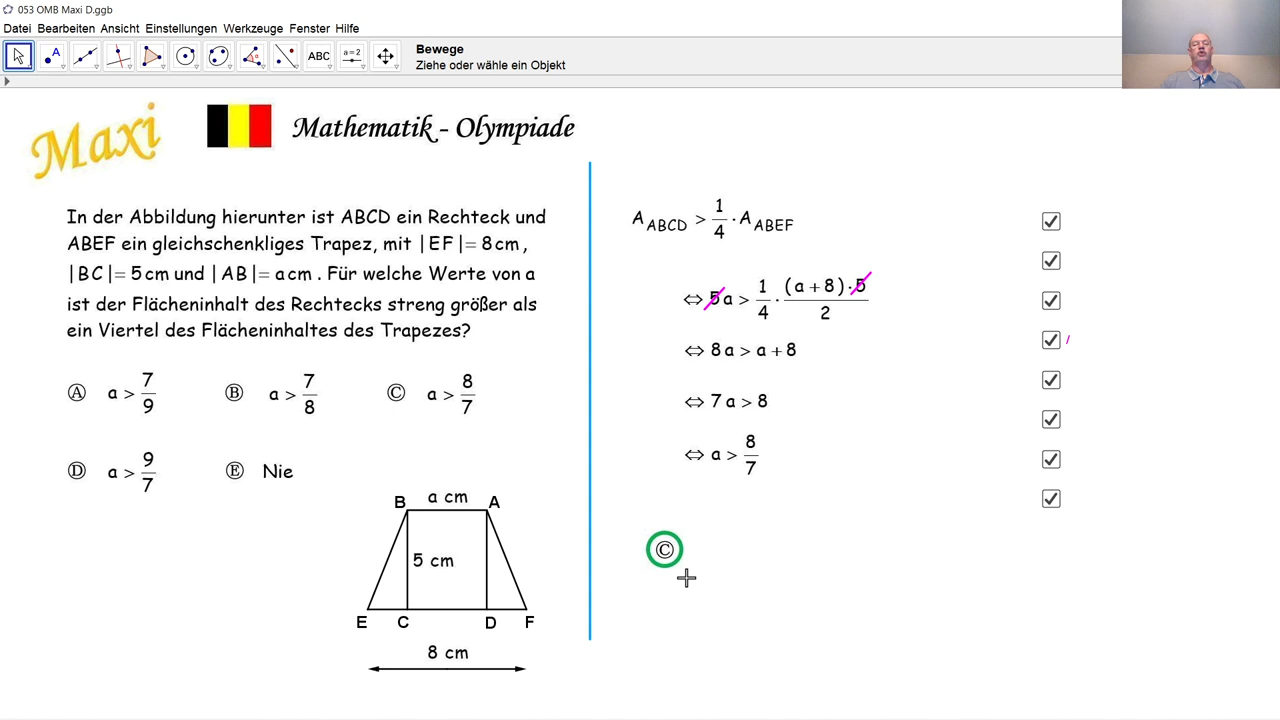 053 OMB Maxi D.ggb
Datei Bearbeiten Ansicht Einstellungen Werkzeuge Fenster Hilfe
A
ABC
a=2
Bewege
Ziehe oder wähle ein Objekt
Maxi
Mathematik - Olympiade
In der Abbildung hierunter ist ABCD ein Rechteck und
ABEF ein gleichschenkliges Trapez, mit |EF|= 8 cm ,
|BC|= 5 cm und |AB|= a cm . Für welche Werte von a
ist der Flächeninhalt des Rechtecks streng größer als
ein Viertel des Flächeninhaltes des Trapezes?
Ⓐ a > 7/9 Ⓑ a > 7/8 Ⓒ a > 8/7
Ⓓ a > 9/7 Ⓔ Nie
a cm
B A
5 cm
E C D F
8 cm
A ABCD > 1/4 · A ABEF
⇔ 5a > 1/4 · (a + 8) · 5 / 2
⇔ 8a > a + 8
⇔ 7a > 8
⇔ a > 8/7
Ⓒ